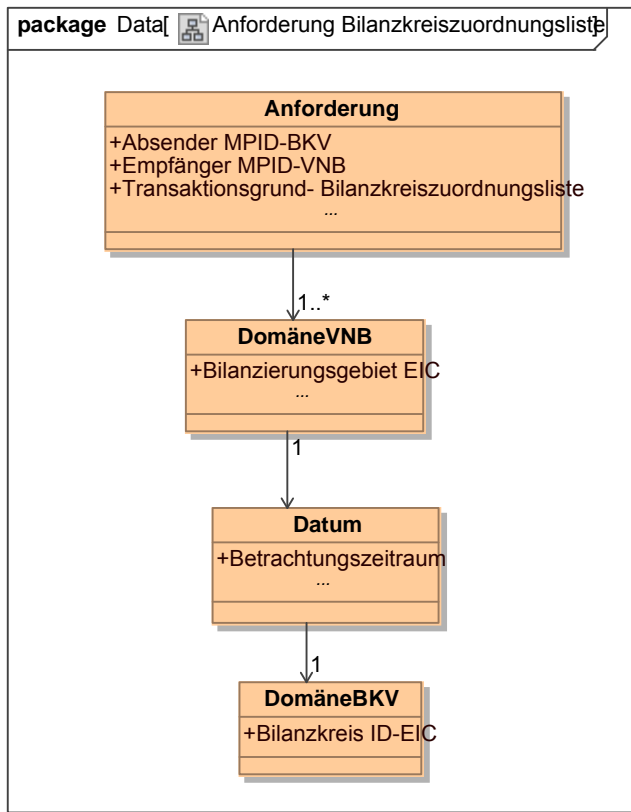 package Data[ Anforderung Bilanzkreiszuordnungsliste]
Anforderung
+Absender MPID-BKV
+Empfänger MPID-VNB
+Transaktionsgrund- Bilanzkreiszuordnungsliste
...
1..*
DomäneVNB
+Bilanzierungsgebiet EIC
...
1
Datum
+Betrachtungszeitraum
...
1
DomäneBKV
+Bilanzkreis ID-EIC